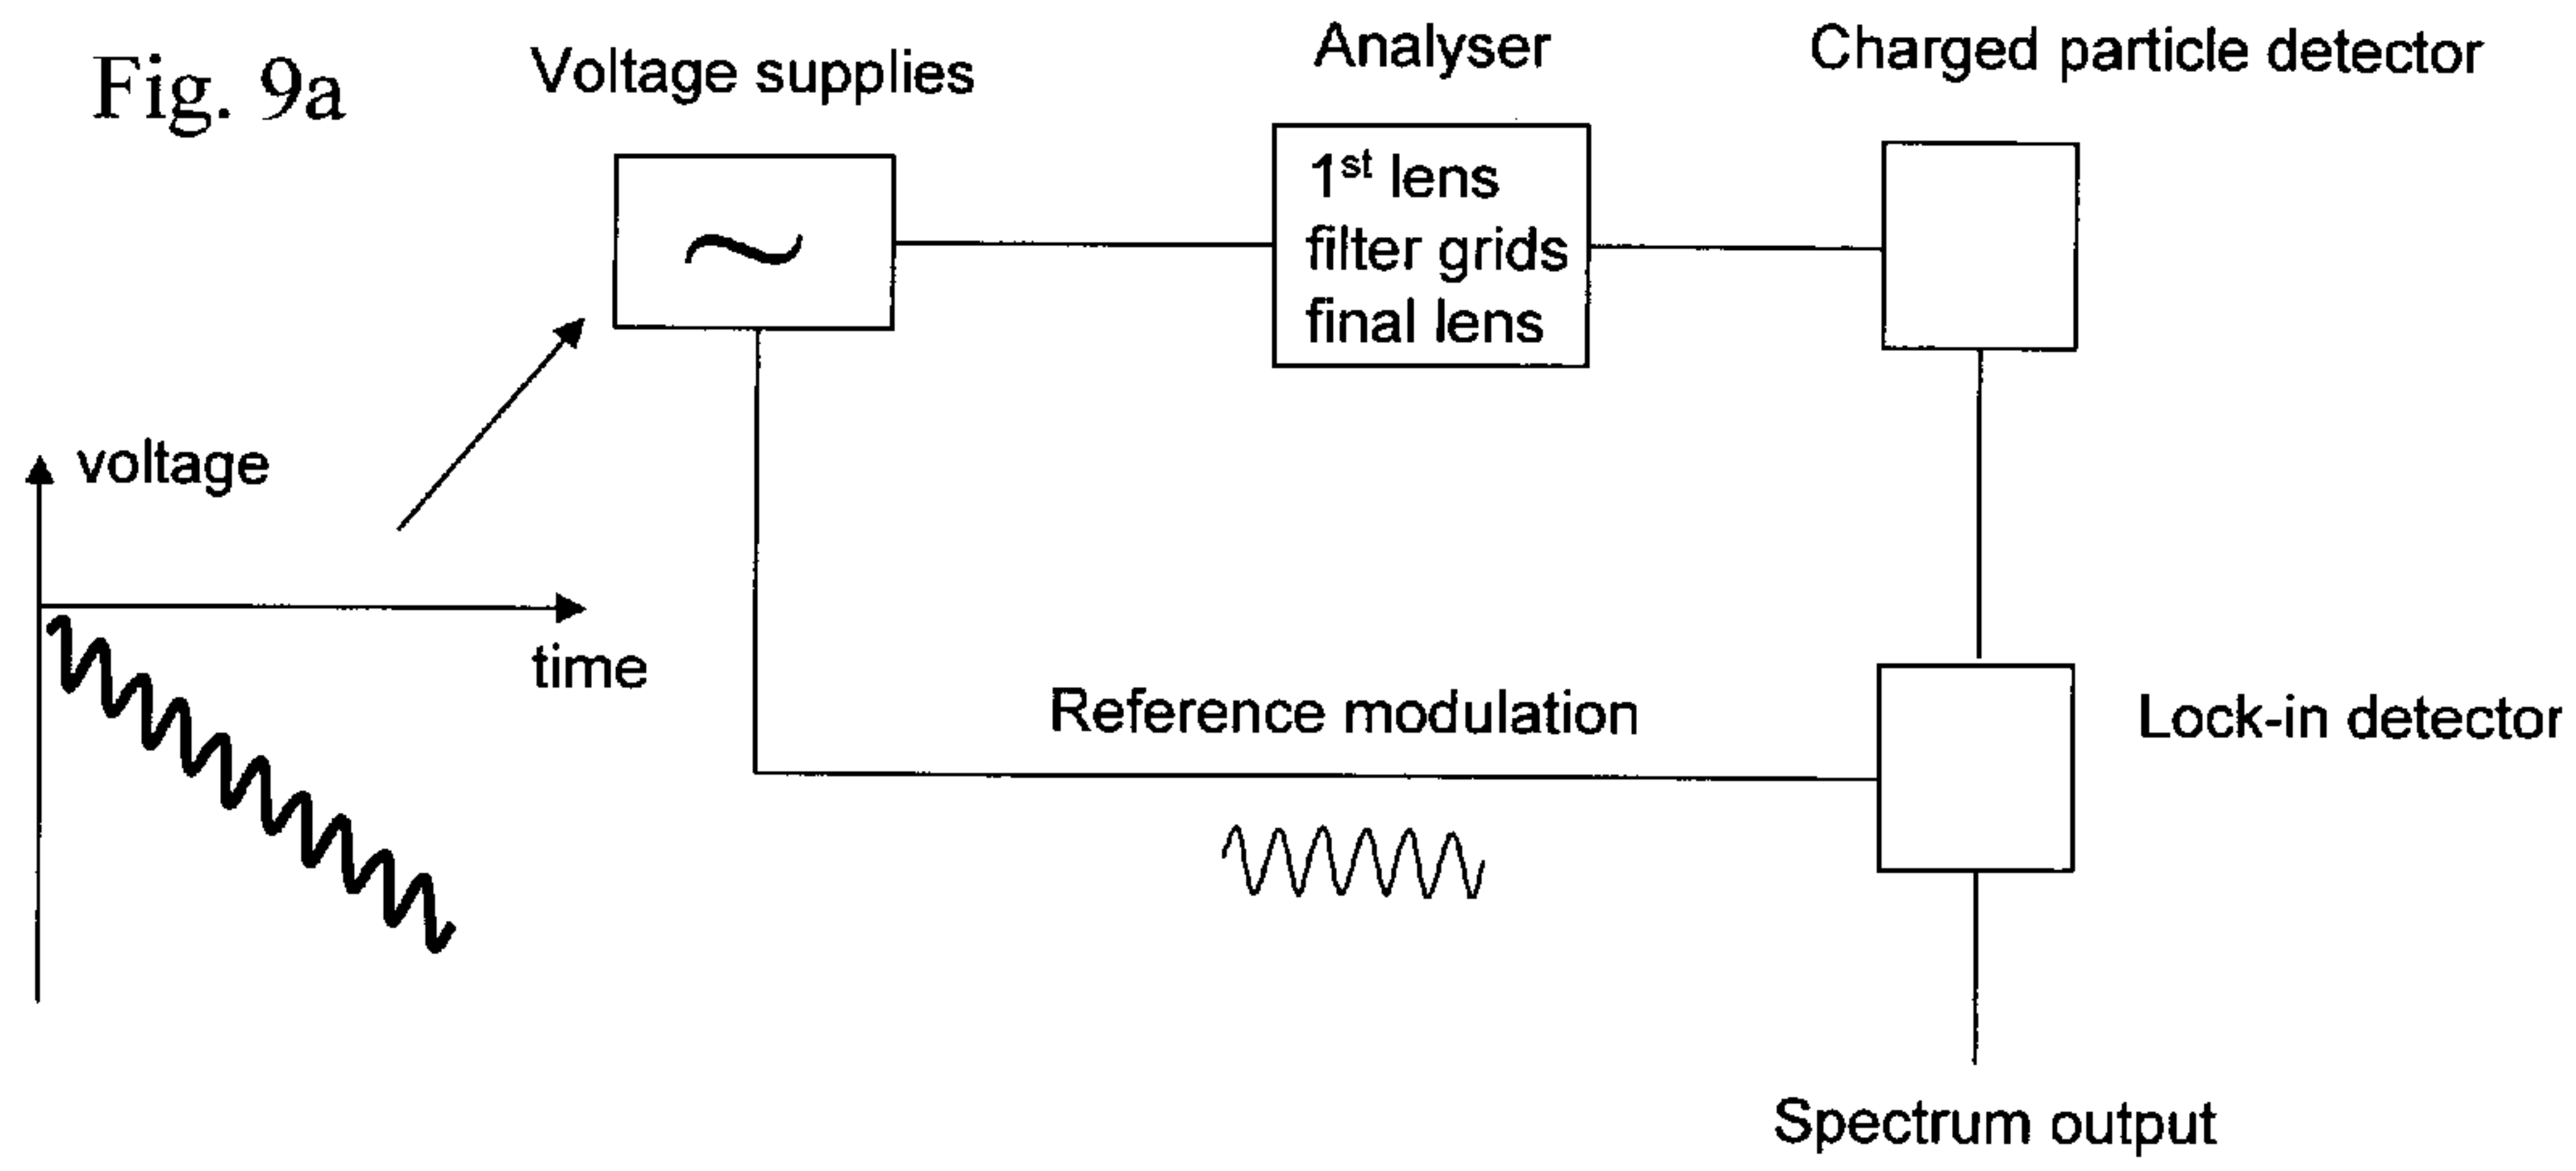 Fig. 9a
Voltage supplies
Analyser
Charged particle detector
~
1st lens
filter grids
final lens
voltage
time
Reference modulation
Lock-in detector
Spectrum output